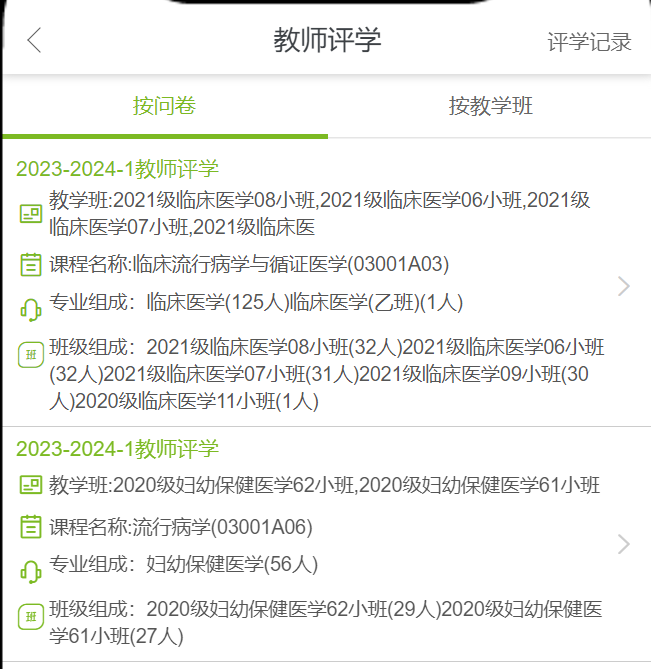 教师评学
评学记录
按问卷
按教学班
2023-2024-1教师评学
教学班:2021级临床医学08小班,2021级临床医学06小班,2021级
临床医学07小班,2021级临床医
课程名称:临床流行病学与循证医学(03001A03)
专业组成：临床医学(125人)临床医学(乙班)(1人)
班
班级组成：2021级临床医学08小班(32人)2021级临床医学06小班
(32人)2021级临床医学07小班(31人)2021级临床医学09小班(30
人)2020级临床医学11小班(1人)
2023-2024-1教师评学
教学班:2020级妇幼保健医学62小班,2020级妇幼保健医学61小班
课程名称:流行病学(03001A06)
专业组成：妇幼保健医学(56人)
班
班级组成：2020级妇幼保健医学62小班(29人)2020级妇幼保健医
学61小班(27人)